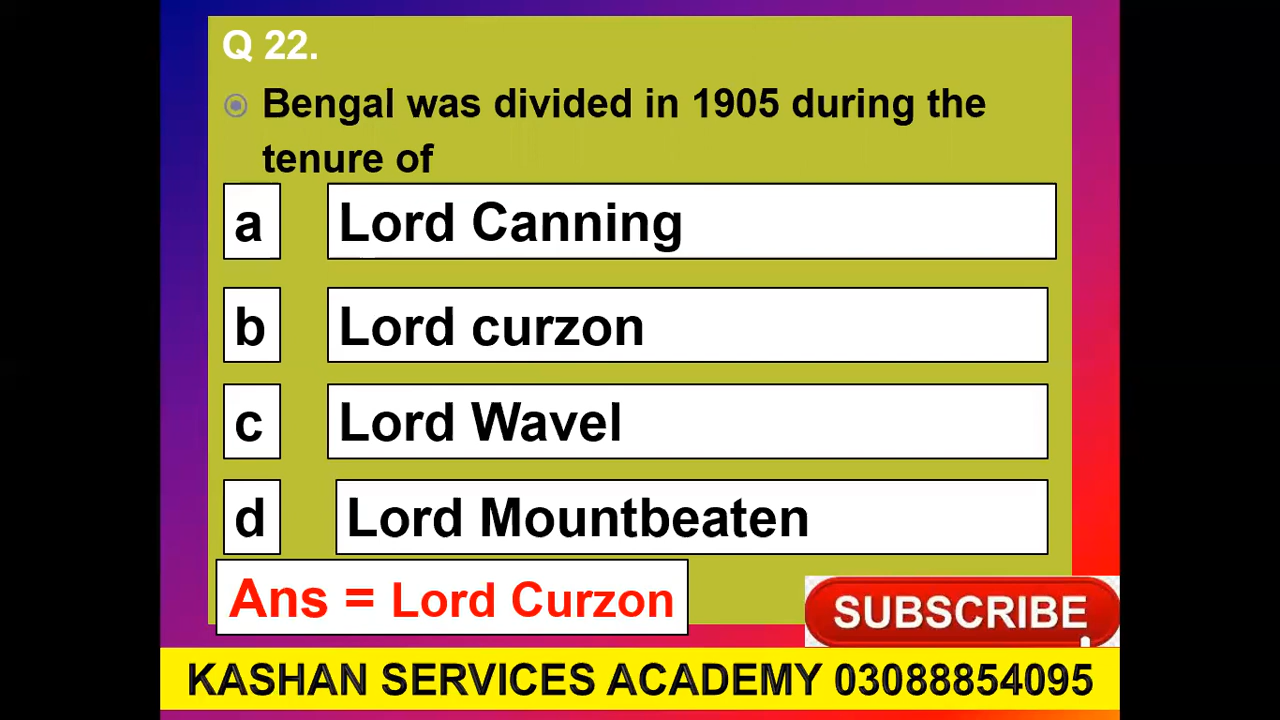 Q 22.
Bengal was divided in 1905 during the
tenure of
a Lord Canning
b Lord curzon
c Lord Wavel
d Lord Mountbeaten
Ans = Lord Curzon
SUBSCRIBE
KASHAN SERVICES ACADEMY 03088854095